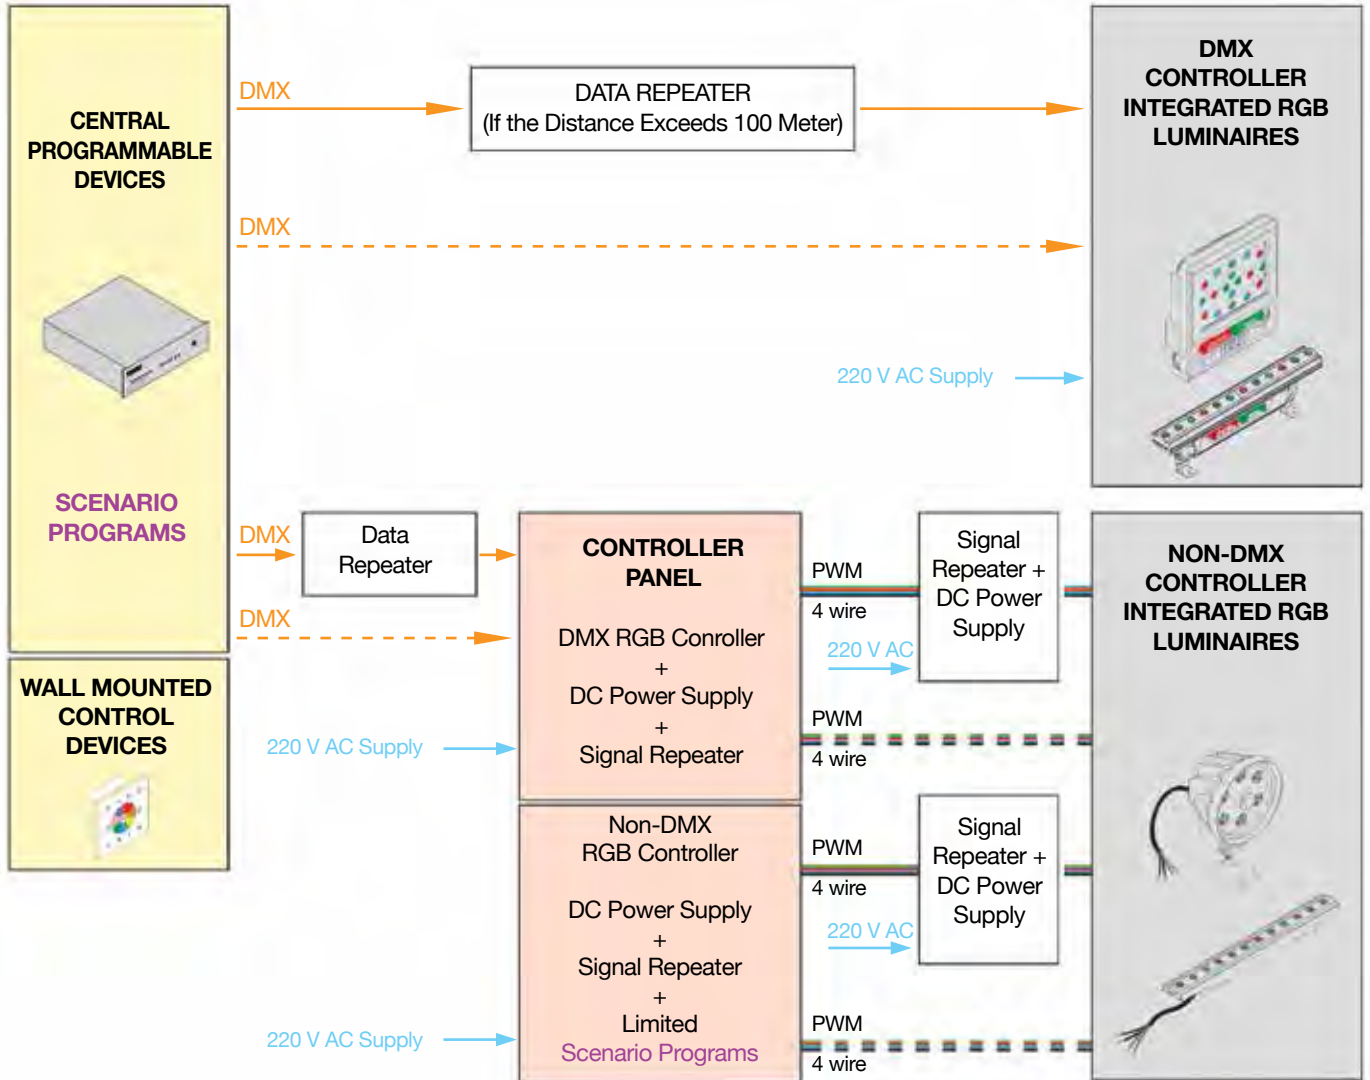 CENTRAL
PROGRAMMABLE
DEVICES
SCENARIO
PROGRAMS
WALL MOUNTED
CONTROL
DEVICES
DMX
DATA REPEATER
(If the Distance Exceeds 100 Meter)
DMX
220 V AC Supply
DMX
CONTROLLER
INTEGRATED RGB
LUMINAIRES
DMX
Data
Repeater
DMX
220 V AC Supply
CONTROLLER
PANEL
DMX RGB Conroller
+
DC Power Supply
+
Signal Repeater
PWM
4 wire
220 V AC
Signal
Repeater +
DC Power
Supply
PWM
4 wire
NON-DMX
CONTROLLER
INTEGRATED RGB
LUMINAIRES
220 V AC Supply
Non-DMX
RGB Controller
DC Power Supply
+
Signal Repeater
+
Limited
Scenario Programs
PWM
4 wire
220 V AC
Signal
Repeater +
DC Power
Supply
PWM
4 wire